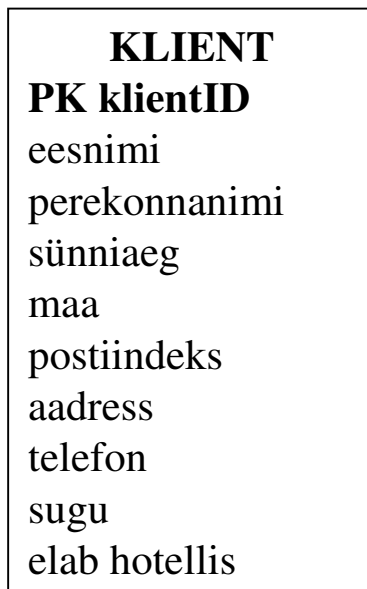 KLIENT
PK klientID
eesnimi
perekonnanimi
sünniaeg
maa
postiindeks
aadress
telefon
sugu
elab hotellis